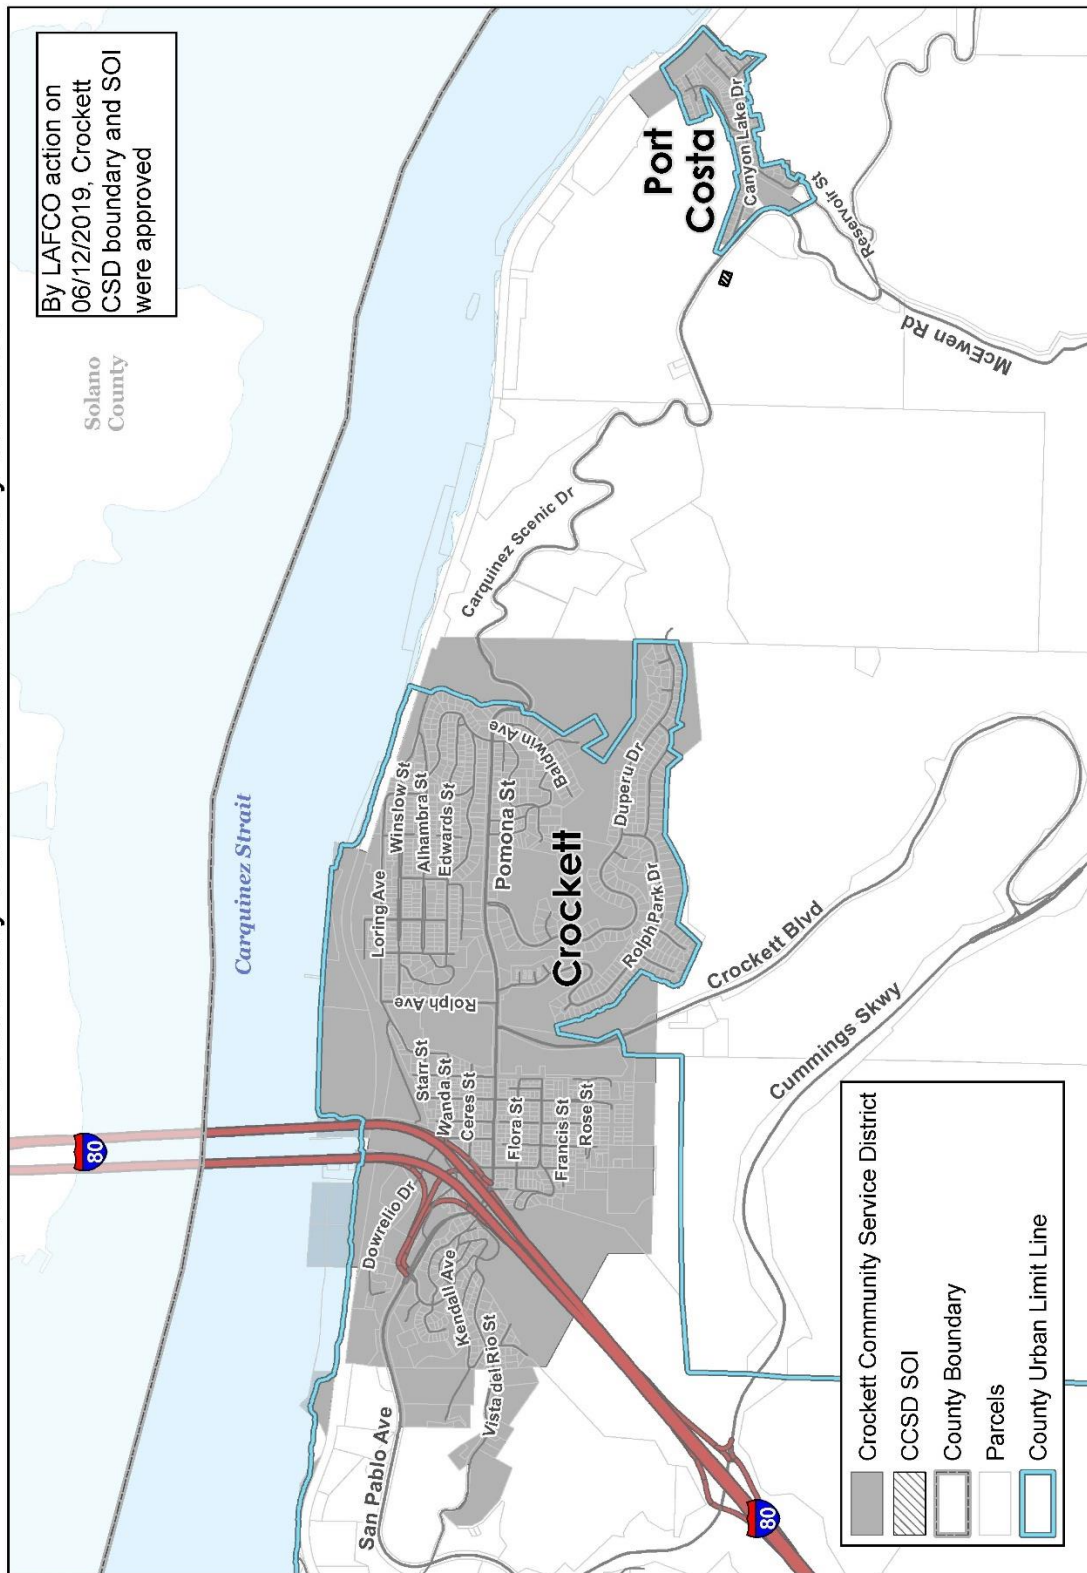 By LAFCO action on
06/12/2019, Crockett
CSD boundary and SOI
were approved
Solano
County
Carquinez Strait
80
Port
Costa
Canyon Lake Dr
Reservoir St
McEwen Rd
Carquinez Scenic Dr
Loring Ave
Winslow St
Alhambra St
Edwards St
Pomona St
Baldwin Ave
Crockett
Duperu Dr
Rolph Park Dr
Rolph
Ave
Starr St
Wanda St
Ceres St
Flora St
Francis St
Rose St
Dowrelio Dr
Kendall Ave
Vista del Rio St
San Pablo Ave
Crockett Blvd
Cummings Skwy
80
Crockett Community Service District
CCSD SOI
County Boundary
Parcels
County Urban Limit Line